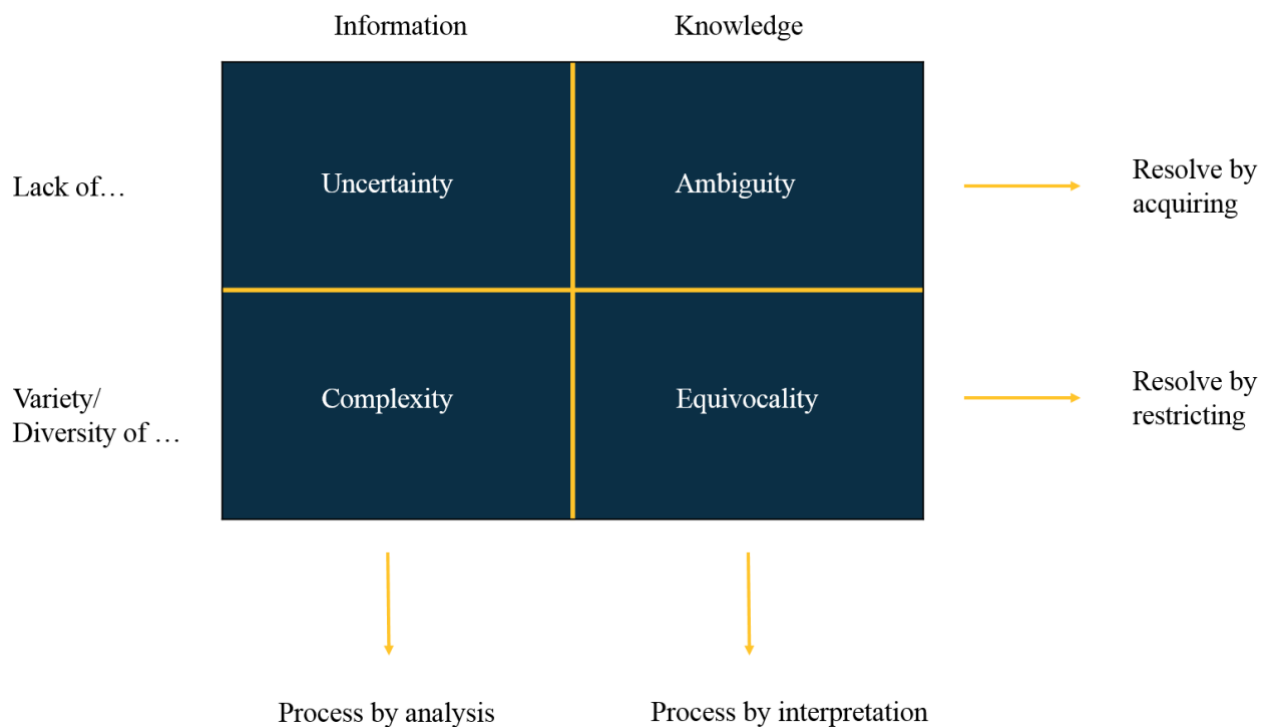 Information Knowledge
Lack of…
Uncertainty
Ambiguity
Resolve by
acquiring
Variety/
Diversity of …
Complexity
Equivocality
Resolve by
restricting
Process by analysis
Process by interpretation